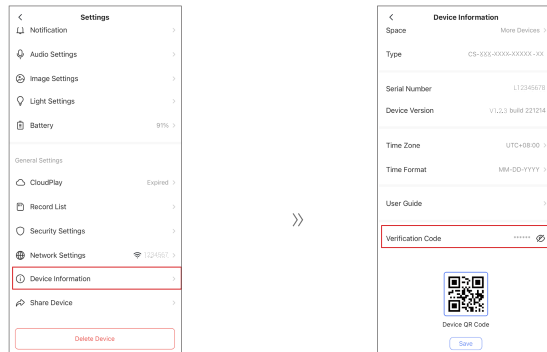 Settings
Notification
Audio Settings
Image Settings
Light Settings
Battery 91%
General Settings
CloudPlay Expired
Record List
Security Settings
Network Settings 1234567
Device Information
Share Device
Delete Device
Device Information
Space More Devices
Type CS-XXX-XXXX-XXXXX-XX
Serial Number L12345678
Device Version V1.2.3 build 221214
Time Zone UTC+08:00
Time Format MM-DD-YYYY
User Guide
Verification Code ******
Device QR Code
Save